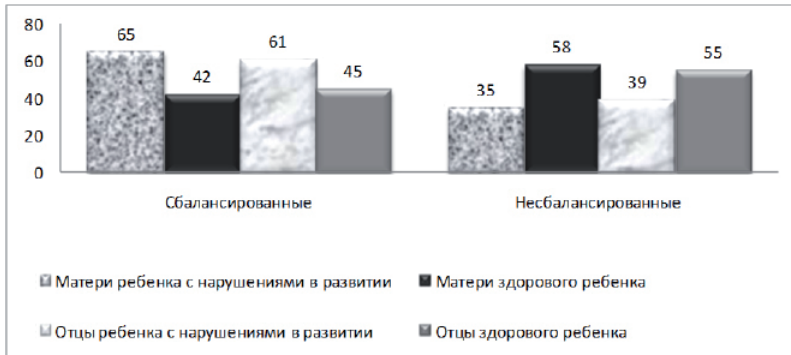 80
60
40
20
0
65
42
61
45
35
58
39
55
Сбалансированные
Несбалансированные
Матери ребенка с нарушениями в развитии
Матери здорового ребенка
Отцы ребенка с нарушениями в развитии
Отцы здорового ребенка